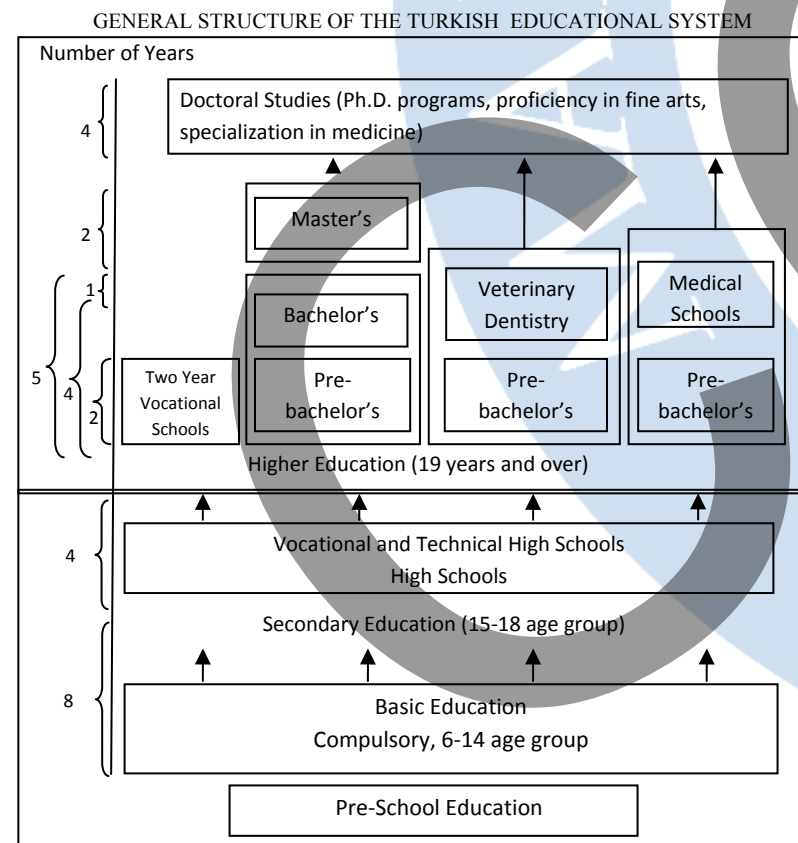 GENERAL STRUCTURE OF THE TURKISH EDUCATIONAL SYSTEM
Number of Years
4
Doctoral Studies (Ph.D. programs, proficiency in fine arts,
specialization in medicine)
2
Master's
1
5
4
2
Two Year
Vocational
Schools
Bachelor's
Pre-
bachelor's
Veterinary
Dentistry
Pre-
bachelor's
Medical
Schools
Pre-
bachelor's
Higher Education (19 years and over)
4
Vocational and Technical High Schools
High Schools
Secondary Education (15-18 age group)
8
Basic Education
Compulsory, 6-14 age group
Pre-School Education